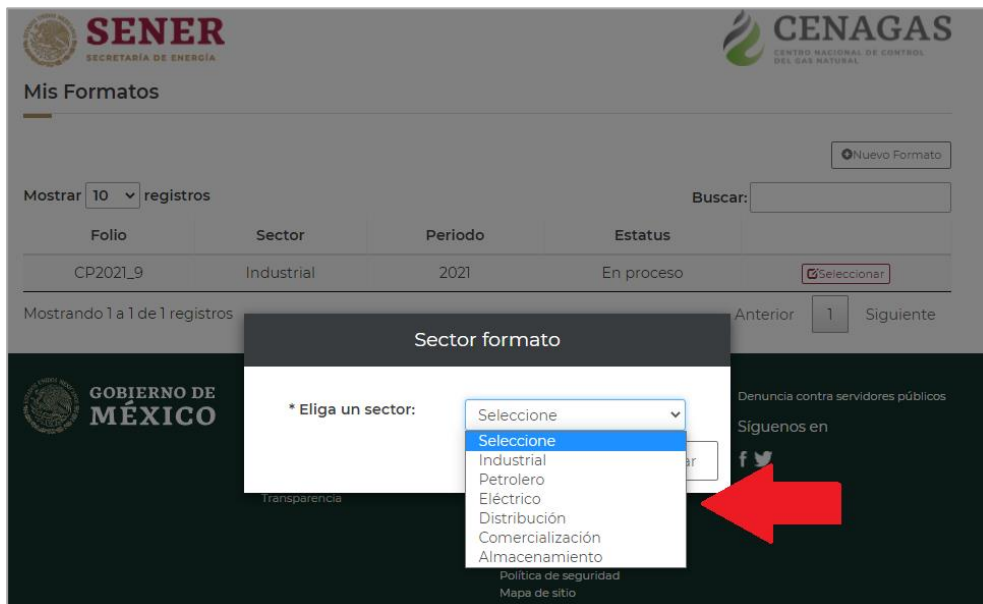 SENER
SECRETARÍA DE ENERGÍA
CENAGAS
CENTRO NACIONAL DE CONTROL
DEL GAS NATURAL
Mis Formatos
Nuevo Formato
Mostrar 10 registros
Buscar:
Folio Sector Periodo Estatus
CP2021_9 Industrial 2021 En proceso Seleccionar
Mostrando 1 a 1 de 1 registros
Anterior 1 Siguiente
Sector formato
GOBIERNO DE
MÉXICO
* Eliga un sector:
Seleccione
Seleccione
Industrial
Petrolero
Eléctrico
Distribución
Comercialización
Almacenamiento
ar
Denuncia contra servidores públicos
Síguenos en
Transparencia
Política de seguridad
Mapa de sitio